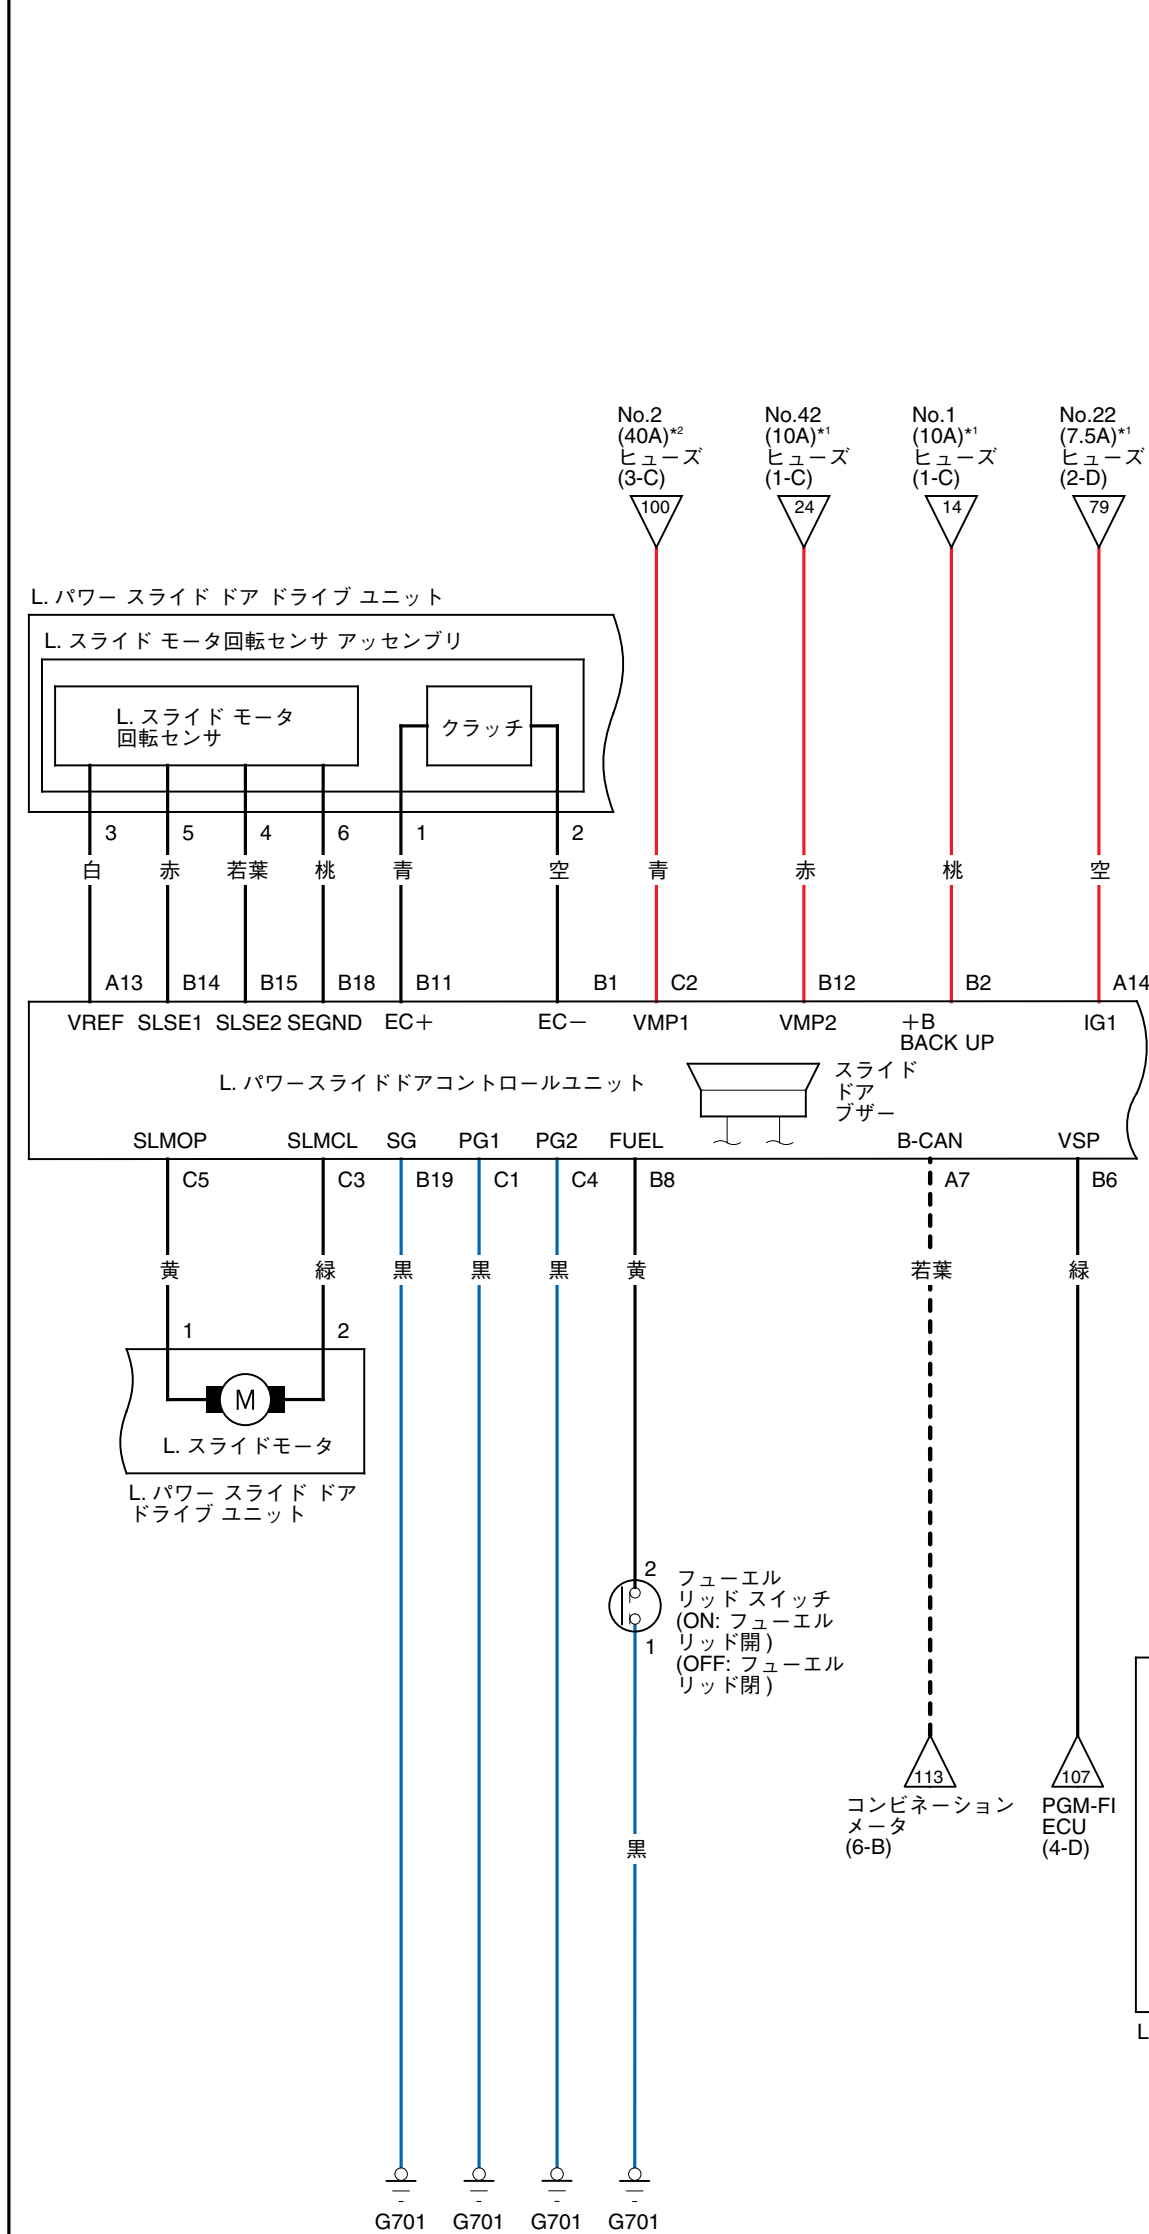 No.2
(40A)*2
ヒューズ
(3-C)
100
No.42
(10A)*1
ヒューズ
(1-C)
24
No.1
(10A)*1
ヒューズ
(1-C)
14
No.22
(7.5A)*1
ヒューズ
(2-D)
79
L. パワー スライド ドア ドライブ ユニット
L. スライド モータ回転センサ アッセンブリ
L. スライド モータ
回転センサ
クラッチ
3 5 4 6 1 2
白 赤 若葉 桃 青 空 青 赤 桃 空
A13 B14 B15 B18 B11 B1 C2 B12 B2 A14
VREF SLSE1 SLSE2 SEGND EC+ EC− VMP1 VMP2 +B IG1
BACK UP
L. パワースライドドアコントロールユニット
スライド
ドア
ブザー
SLMOP SLMCL SG PG1 PG2 FUEL B-CAN VSP
C5 C3 B19 C1 C4 B8 A7 B6
黄 緑 黒 黒 黒 黄 若葉 緑
1 2
M
L. スライドモータ
L. パワー スライド ドア
ドライブ ユニット
2
1
フューエル
リッド スイッチ
(ON: フューエル
リッド開 )
(OFF: フューエル
リッド閉 )
113
コンビネーション
メータ
(6-B)
107
PGM-FI
ECU
(4-D)
黒
L
G701 G701 G701 G701